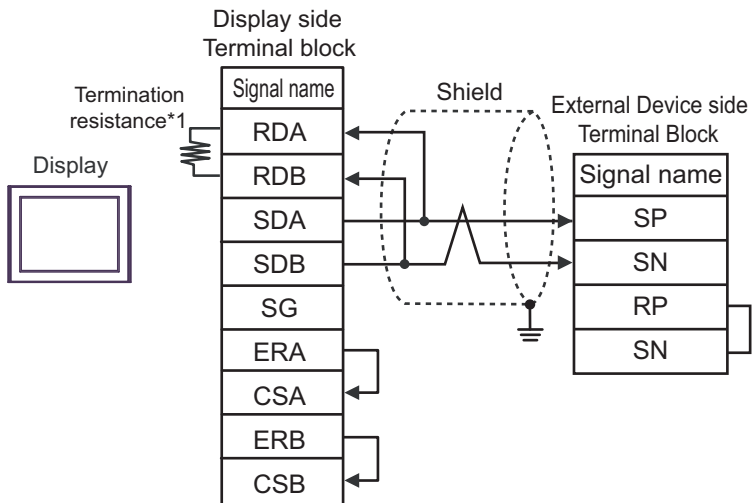 Display side
Terminal block
Signal name
Termination
resistance*1
RDA
RDB
SDA
SDB
SG
ERA
CSA
ERB
CSB
Display
Shield
External Device side
Terminal Block
Signal name
SP
SN
RP
SN